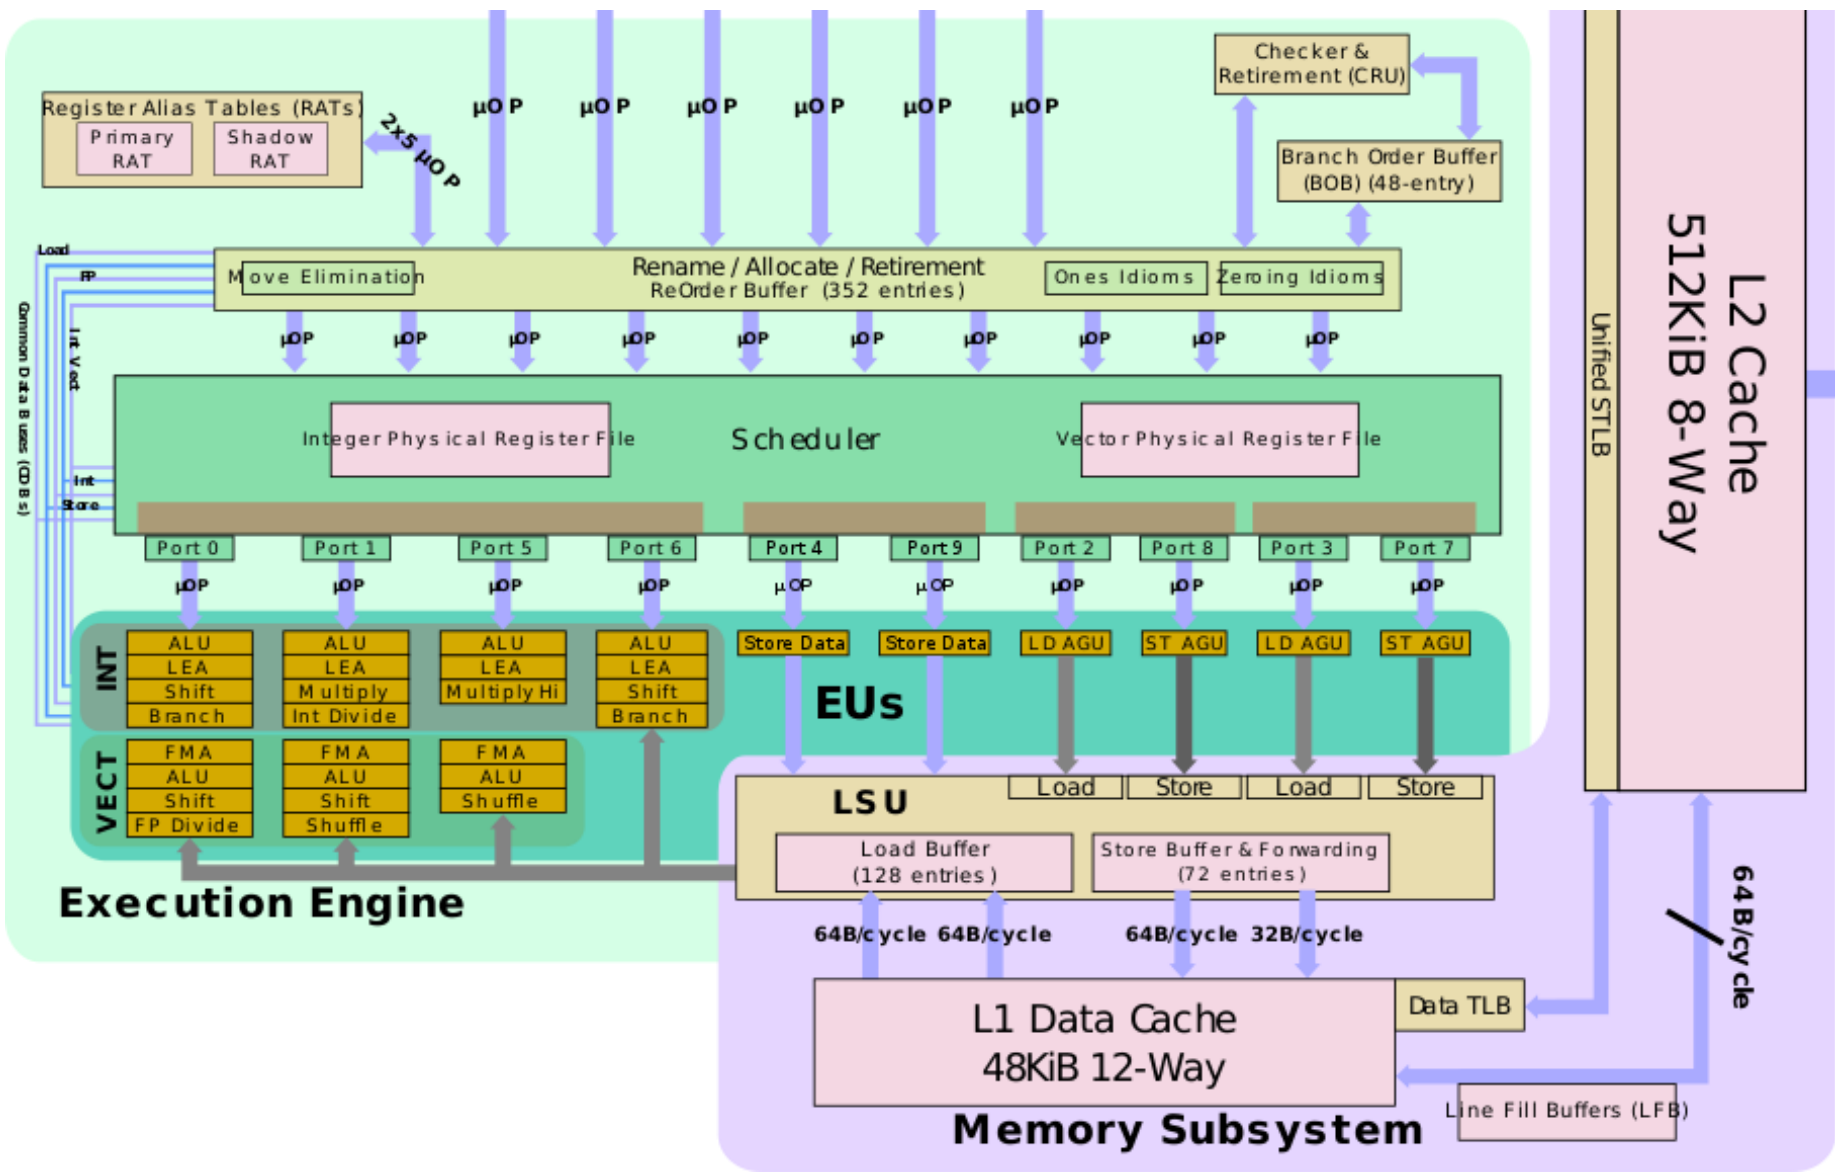 Checker &
Retirement (CRU)
Register Alias Tables (RATs)
Primary
RAT
Shadow
RAT
2x5 µOP
µOP µOP µOP µOP µOP µOP
Branch Order Buffer
(BOB) (48-entry)
Load
FP
Common Data Buses (CDBs)
Int Vect
Int
Store
Move Elimination
Rename / Allocate / Retirement
ReOrder Buffer (352 entries)
Ones Idioms
Zeroing Idioms
µOP µOP µOP µOP µOP µOP µOP µOP µOP µOP
Integer Physical Register File
Scheduler
Vector Physical Register File
Port 0 Port 1 Port 5 Port 6 Port 4 Port 9 Port 2 Port 8 Port 3 Port 7
µOP µOP µOP µOP µOP µOP µOP µOP µOP µOP
INT
ALU
LEA
Shift
Branch
ALU
LEA
Multiply
Int Divide
ALU
LEA
MultiplyHi
ALU
LEA
Shift
Branch
Store Data
Store Data
LD AGU
ST AGU
LD AGU
ST AGU
EUs
VECT
FMA
ALU
Shift
FP Divide
FMA
ALU
Shift
Shuffle
FMA
ALU
Shuffle
Execution Engine
LSU
Load
Store
Load
Store
Load Buffer
(128 entries)
Store Buffer & Forwarding
(72 entries)
64B/cycle 64B/cycle 64B/cycle 32B/cycle
L1 Data Cache
48KiB 12-Way
Data TLB
Line Fill Buffers (LFB)
Memory Subsystem
Unified STLB
L2 Cache
512KiB 8-Way
64B/cycle